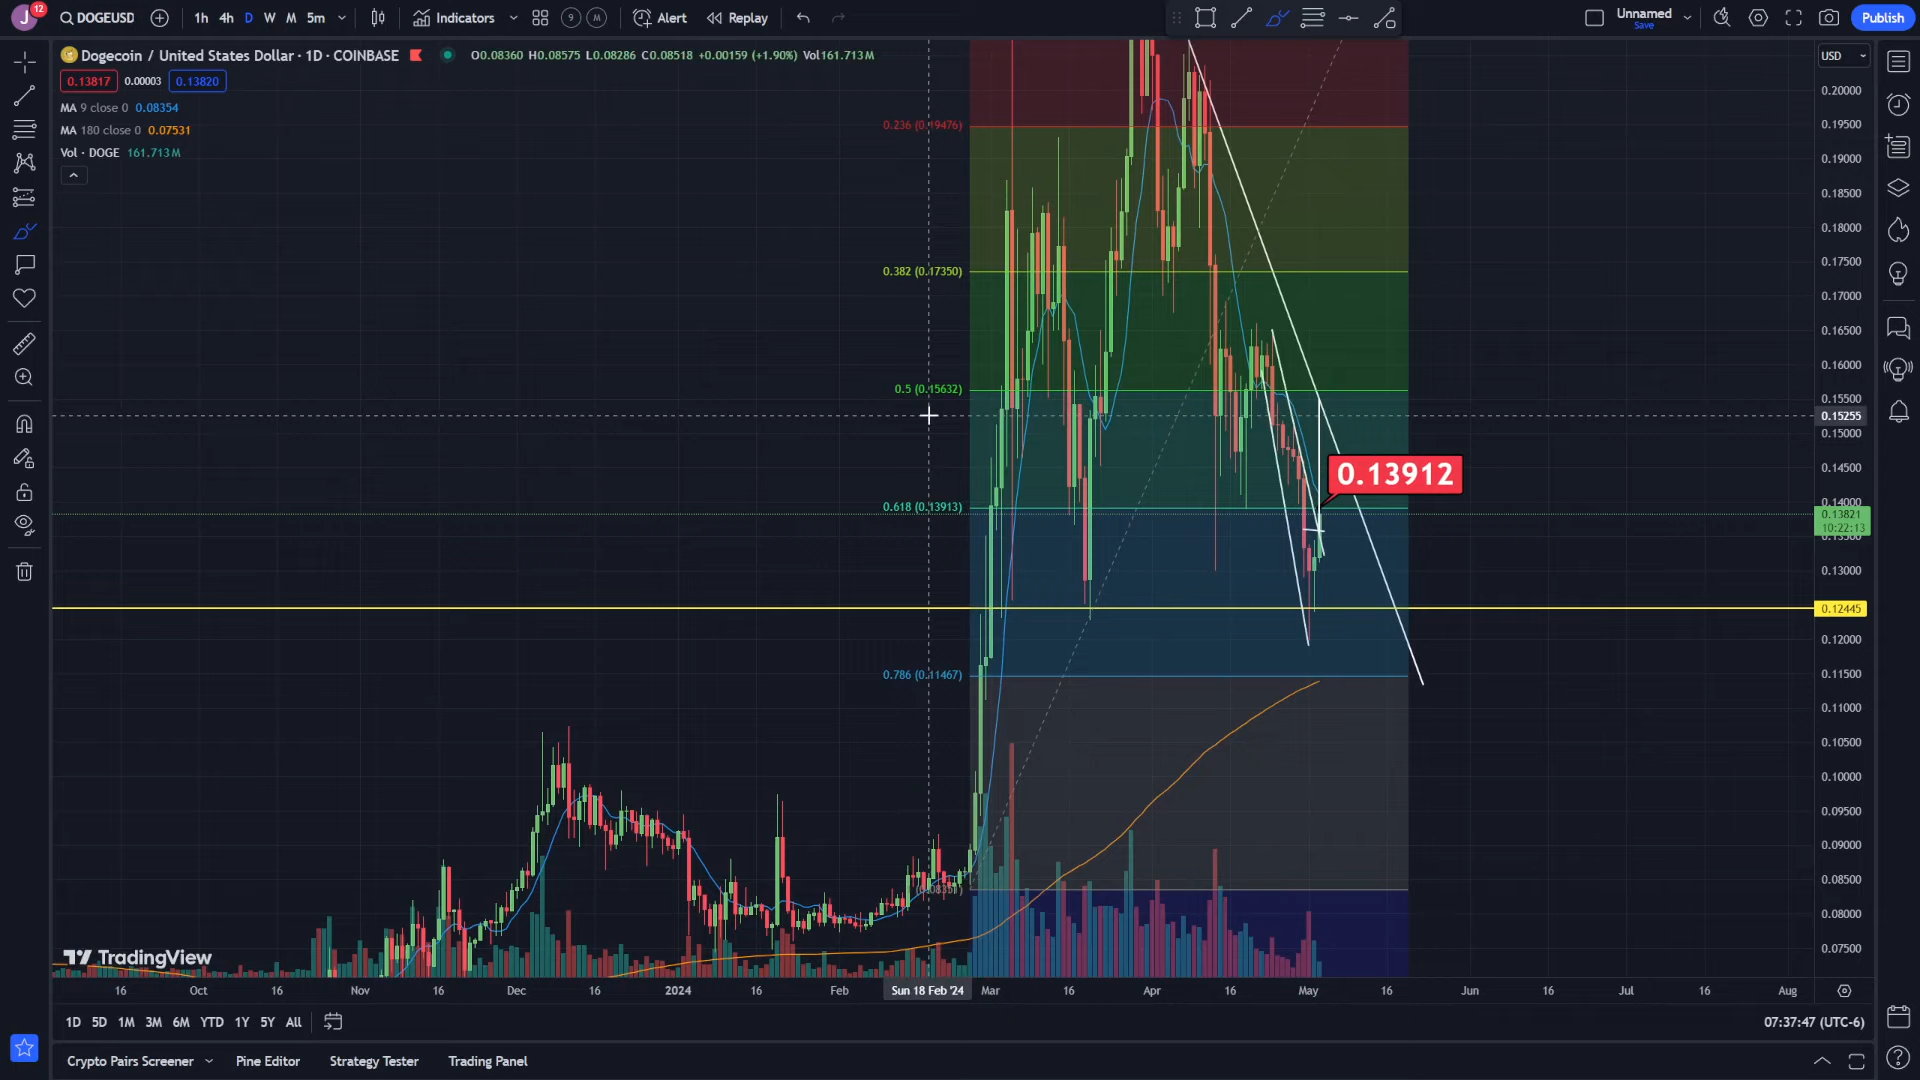 J
12
DOGEUSD
1h 4h D W M 5m
Indicators
9
M
Alert
Replay
Unnamed
Save
Publish
Dogecoin / United States Dollar · 1D · COINBASE
O0.08360 H0.08575 L0.08286 C0.08518 +0.00159 (+1.90%) Vol161.713M
0.13817 0.00003 0.13820
MA 9 close 0 0.08354
MA 180 close 0 0.07531
Vol · DOGE 161.713M
USD
0.20000
0.236 (0.19476)
0.19500
0.19000
0.18500
0.18000
0.17500
0.382 (0.17350)
0.17000
0.16500
0.16000
0.5 (0.15632)
0.15500
0.15255
0.15000
0.14500
0.13912
0.14000
0.618 (0.13913)
0.13821
10:22:13
0.13500
0.13000
0.12445
0.12000
0.786 (0.11467)
0.11500
0.11000
0.10500
0.10000
0.09500
0.09000
0.08500
0.08000
0.07500
TradingView
16 Oct 16 Nov 16 Dec 16 2024 16 Feb Sun 18 Feb '24 Mar 16 Apr 16 May 16 Jun 16 Jul 16 Aug
1D 5D 1M 3M 6M YTD 1Y 5Y All
07:37:47 (UTC-6)
Crypto Pairs Screener Pine Editor Strategy Tester Trading Panel